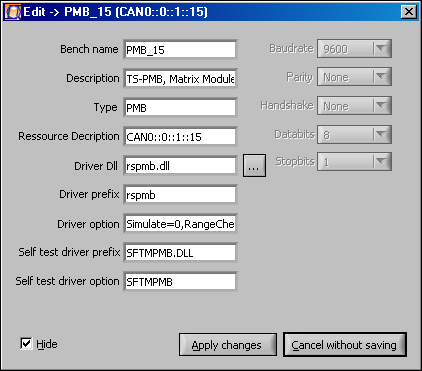 Edit -> PMB_15 (CAN0::0::1::15)
Bench name PMB_15 Baudrate 9600
Description TS-PMB, Matrix Module Parity None
Type PMB Handshake None
Ressource Decription CAN0::0::1::15 Databits 8
Driver Dll rspmb.dll ... Stopbits 1
Driver prefix rspmb
Driver option Simulate=0,RangeChe
Self test driver prefix SFTMPMB.DLL
Self test driver option SFTMPMB
Hide Apply changes Cancel without saving